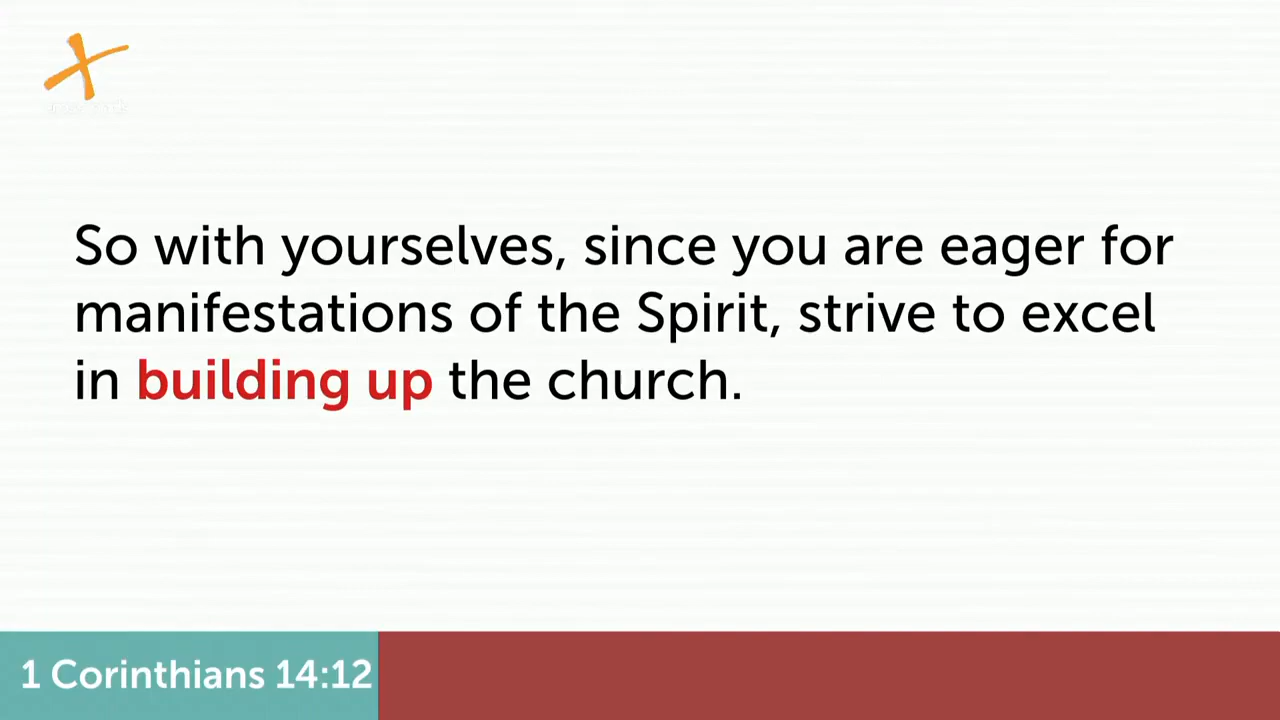 So with yourselves, since you are eager for
manifestations of the Spirit, strive to excel
in building up the church.
1 Corinthians 14:12